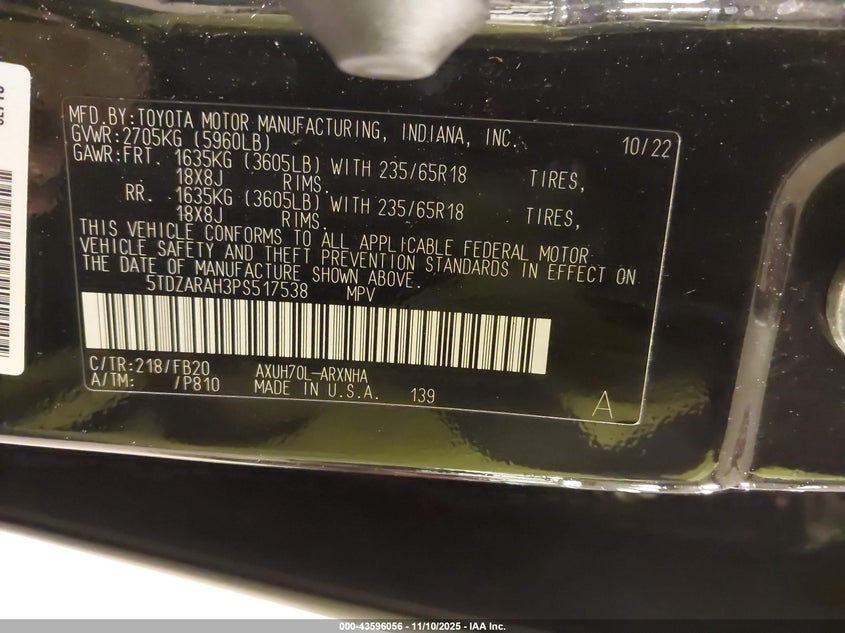 MFD.BY:TOYOTA MOTOR MANUFACTURING, INDIANA, INC. 10/22
GVWR:2705KG (5960LB)
GAWR:FRT. 1635KG (3605LB) WITH 235/65R18 TIRES,
18X8J RIMS.
RR. 1635KG (3605LB) WITH 235/65R18 TIRES,
18X8J RIMS.
THIS VEHICLE CONFORMS TO ALL APPLICABLE FEDERAL MOTOR
VEHICLE SAFETY AND THEFT PREVENTION STANDARDS IN EFFECT ON
THE DATE OF MANUFACTURE SHOWN ABOVE.
5TDZARAH3PS517538 MPV
C/TR:218/FB20 AXUH70L-ARXNHA
A/TM: /P810 MADE IN U.S.A. 139
A
000-43596056 - 11/10/2025 - IAA Inc.